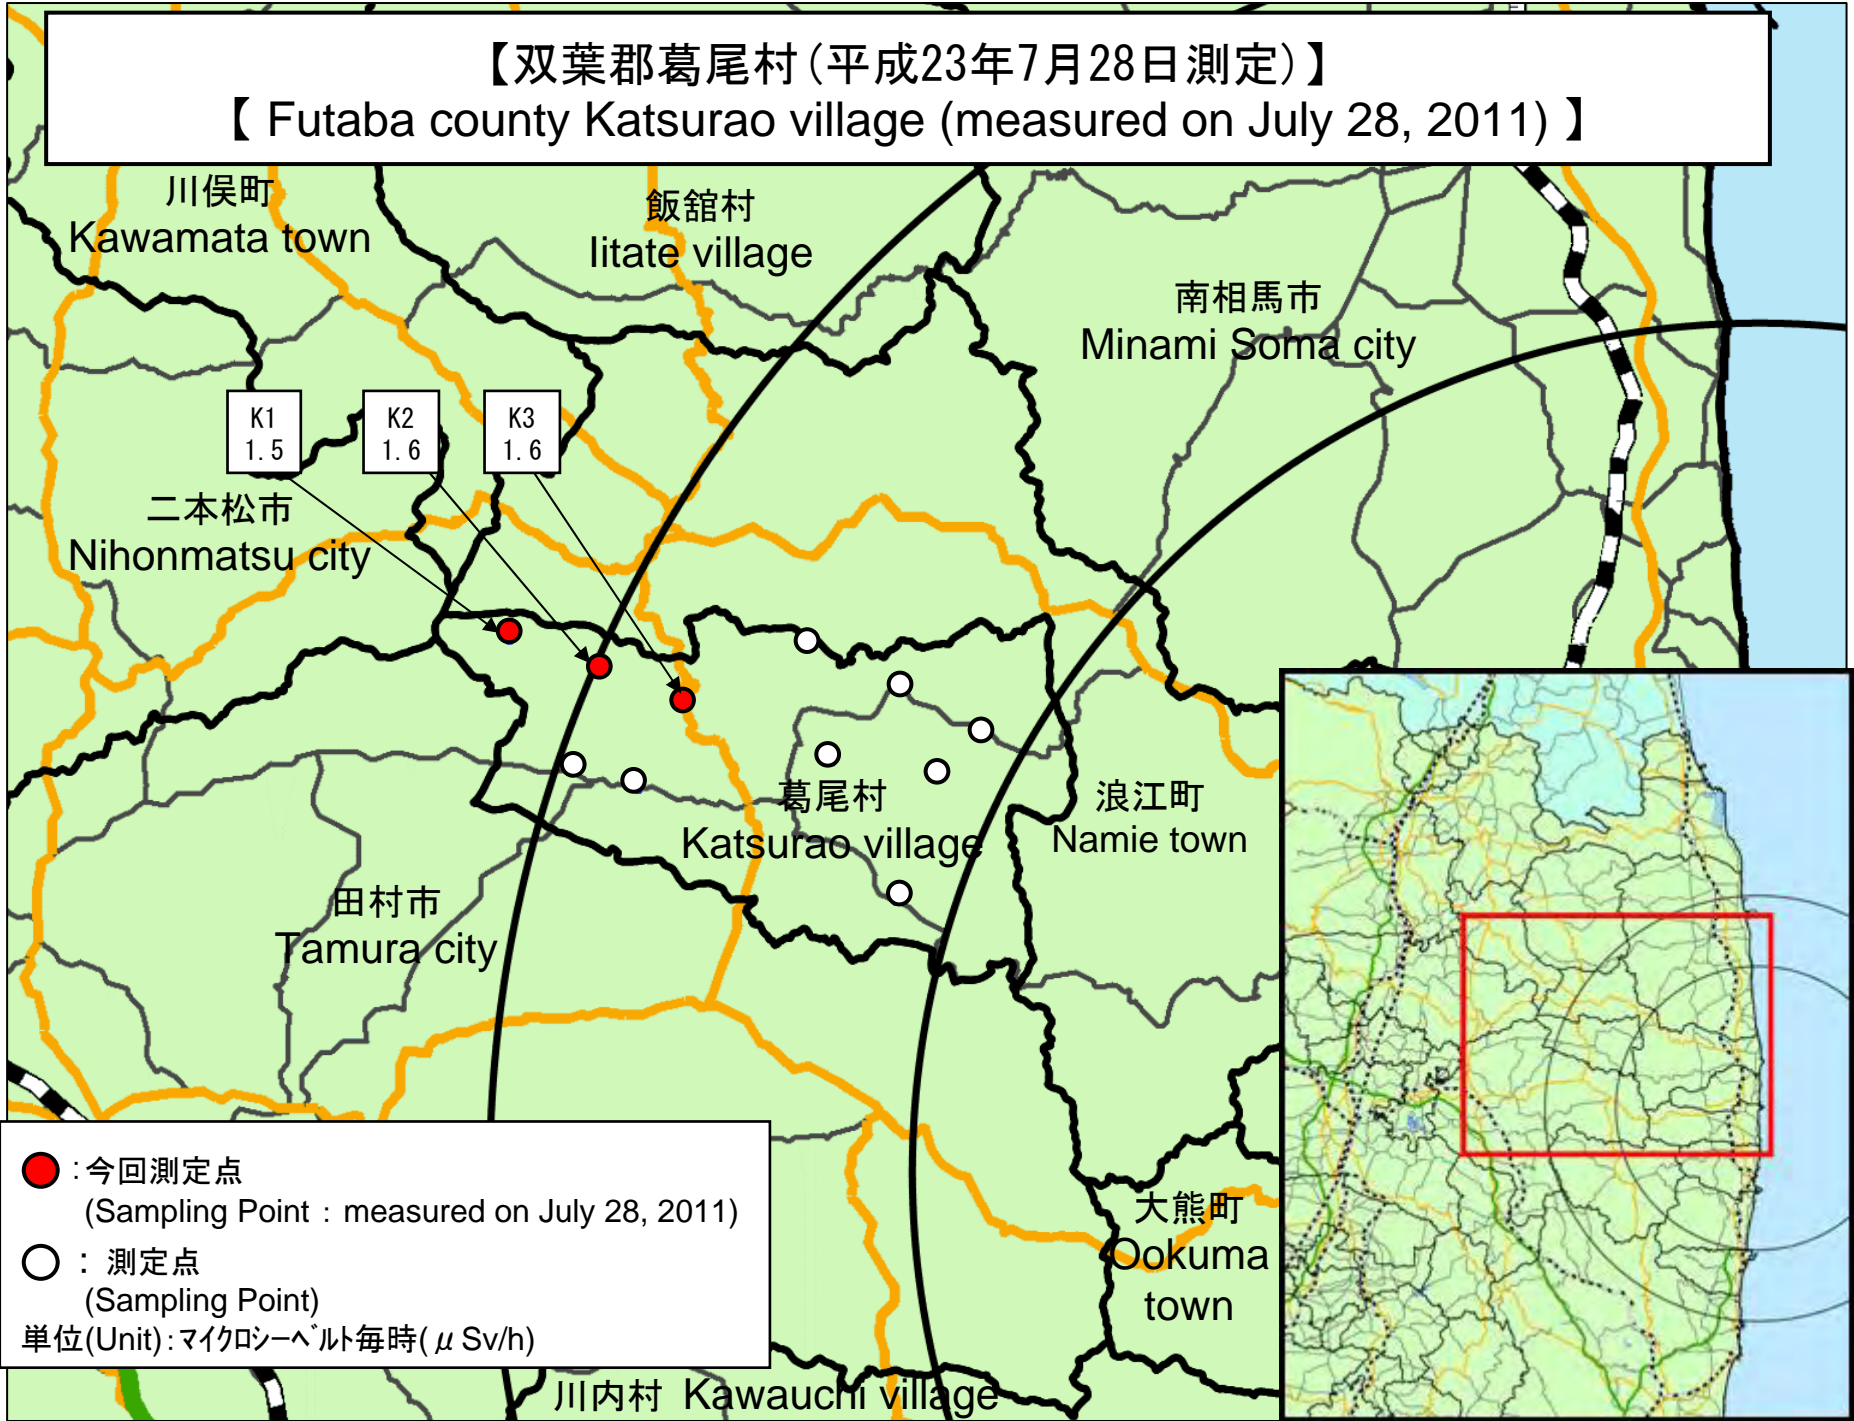 【双葉郡葛尾村(平成23年7月28日測定)】
【 Futaba county Katsurao village (measured on July 28, 2011) 】
川俣町
Kawamata town
飯舘村
Iitate village
南相馬市
Minami Soma city
K1
1.5
K2
1.6
K3
1.6
二本松市
Nihonmatsu city
葛尾村
Katsurao village
浪江町
Namie town
田村市
Tamura city
大熊町
Ookuma
town
:今回測定点
(Sampling Point : measured on July 28, 2011)
: 測定点
(Sampling Point)
単位(Unit):マイクロシーベルト毎時(μSv/h)
川内村 Kawauchi village